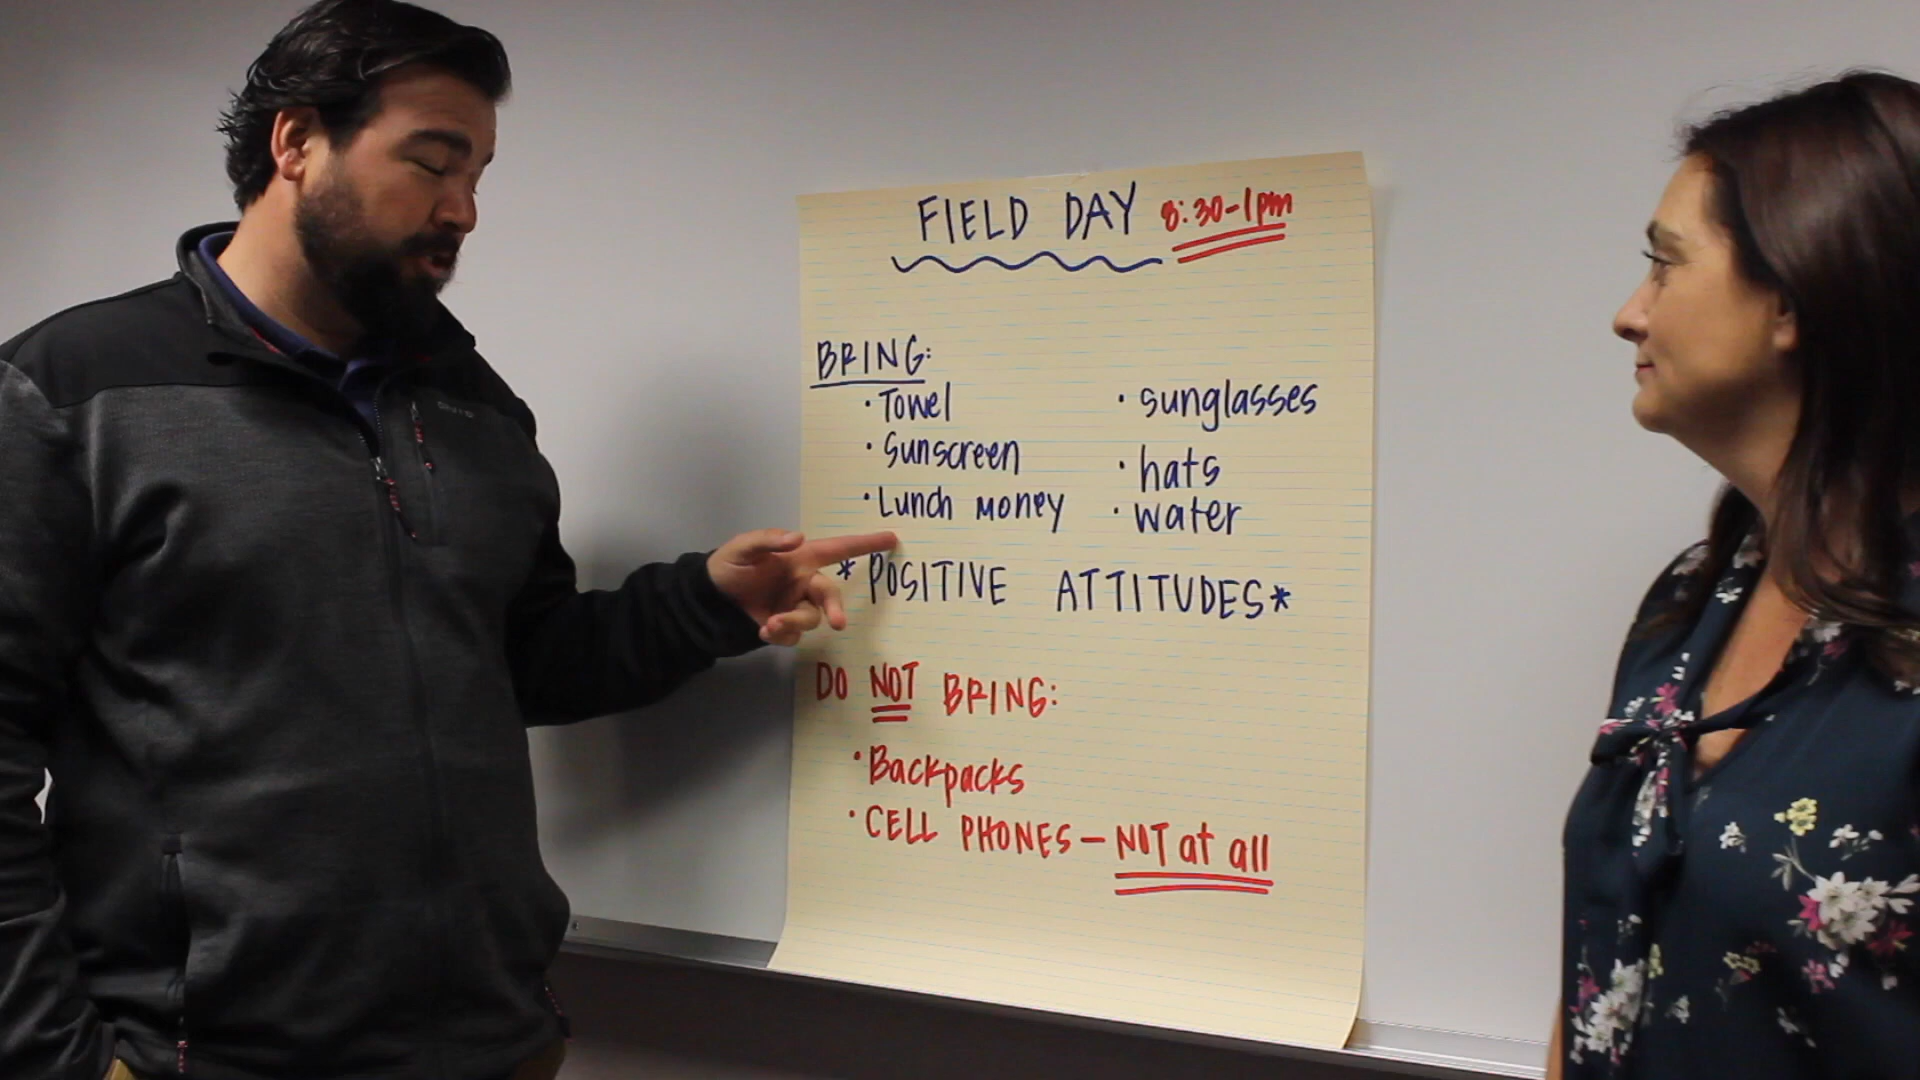 FIELD DAY 8:30-1pm
BRING:
• Towel
• Sunscreen
• Lunch money
• sunglasses
• hats
• water
* POSITIVE ATTITUDES *
DO NOT BRING:
• Backpacks
• CELL PHONES - NOT at all